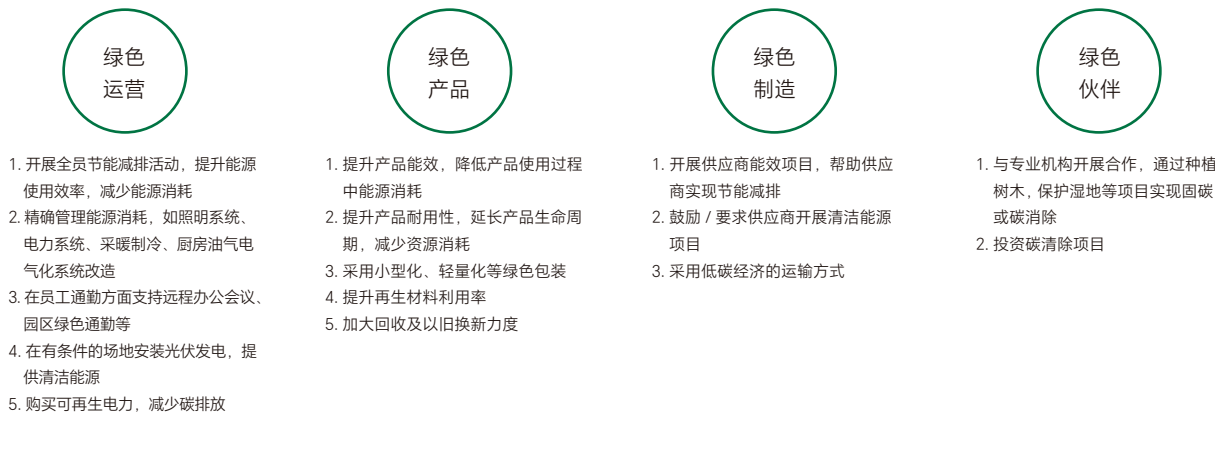 绿色
运营
1. 开展全员节能减排活动，提升能源
使用效率，减少能源消耗
2. 精确管理能源消耗，如照明系统、
电力系统、采暖制冷、厨房油气电
气化系统改造
3. 在员工通勤方面支持远程办公会议、
园区绿色通勤等
4. 在有条件的场地安装光伏发电，提
供清洁能源
5. 购买可再生电力，减少碳排放
绿色
产品
1. 提升产品能效，降低产品使用过程
中能源消耗
2. 提升产品耐用性，延长产品生命周
期，减少资源消耗
3. 采用小型化、轻量化等绿色包装
4. 提升再生材料利用率
5. 加大回收及以旧换新力度
绿色
制造
1. 开展供应商能效项目，帮助供应
商实现节能减排
2. 鼓励 / 要求供应商开展清洁能源
项目
3. 采用低碳经济的运输方式
绿色
伙伴
1. 与专业机构开展合作，通过种植
树木，保护湿地等项目实现固碳
或碳消除
2. 投资碳清除项目